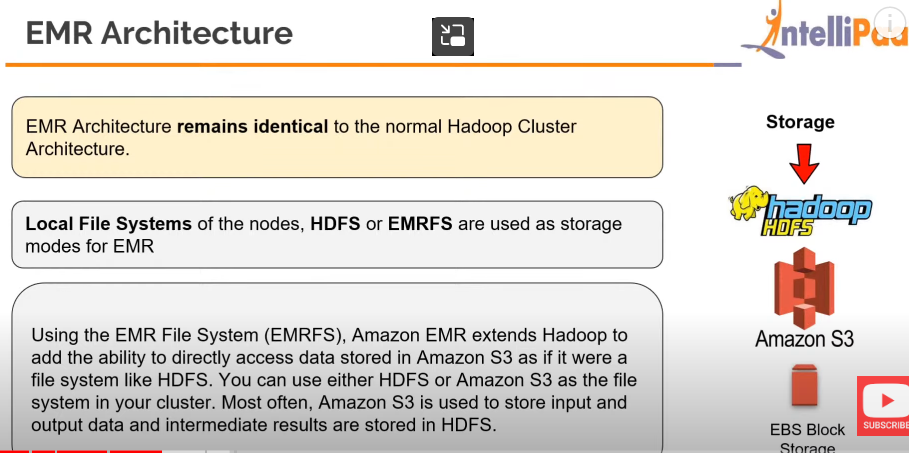 EMR Architecture
EMR Architecture remains identical to the normal Hadoop Cluster
Architecture.
Local File Systems of the nodes, HDFS or EMRFS are used as storage
modes for EMR
Using the EMR File System (EMRFS), Amazon EMR extends Hadoop to
add the ability to directly access data stored in Amazon S3 as if it were a
file system like HDFS. You can use either HDFS or Amazon S3 as the file
system in your cluster. Most often, Amazon S3 is used to store input and
output data and intermediate results are stored in HDFS.
IntelliPaa
Storage
hadoop
HDFS
Amazon S3
EBS Block
Storage
SUBSCRIBE